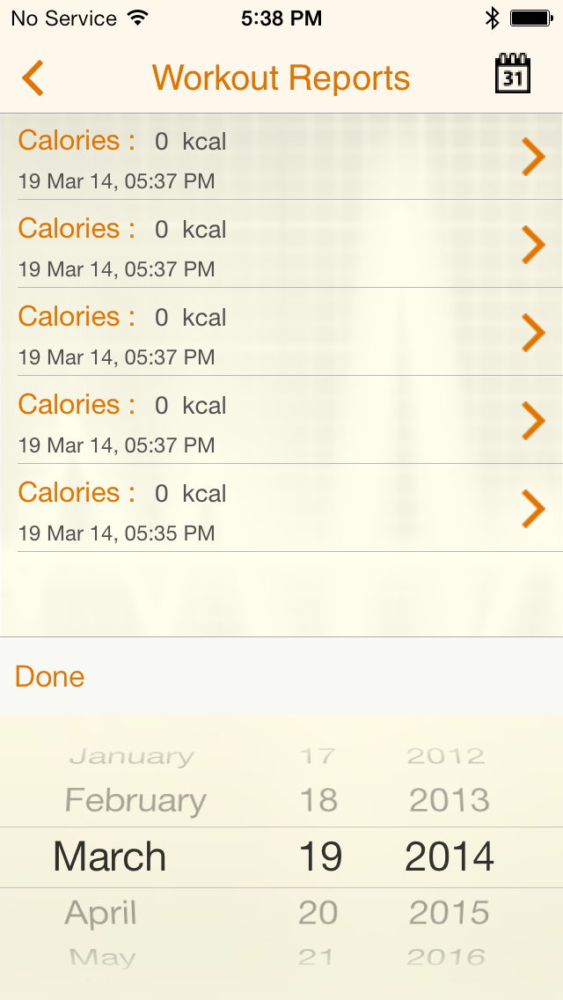 No Service 5:38 PM
Workout Reports 31
Calories : 0 kcal
19 Mar 14, 05:37 PM
Calories : 0 kcal
19 Mar 14, 05:37 PM
Calories : 0 kcal
19 Mar 14, 05:37 PM
Calories : 0 kcal
19 Mar 14, 05:37 PM
Calories : 0 kcal
19 Mar 14, 05:35 PM
Done
January 17 2012
February 18 2013
March 19 2014
April 20 2015
May 21 2016